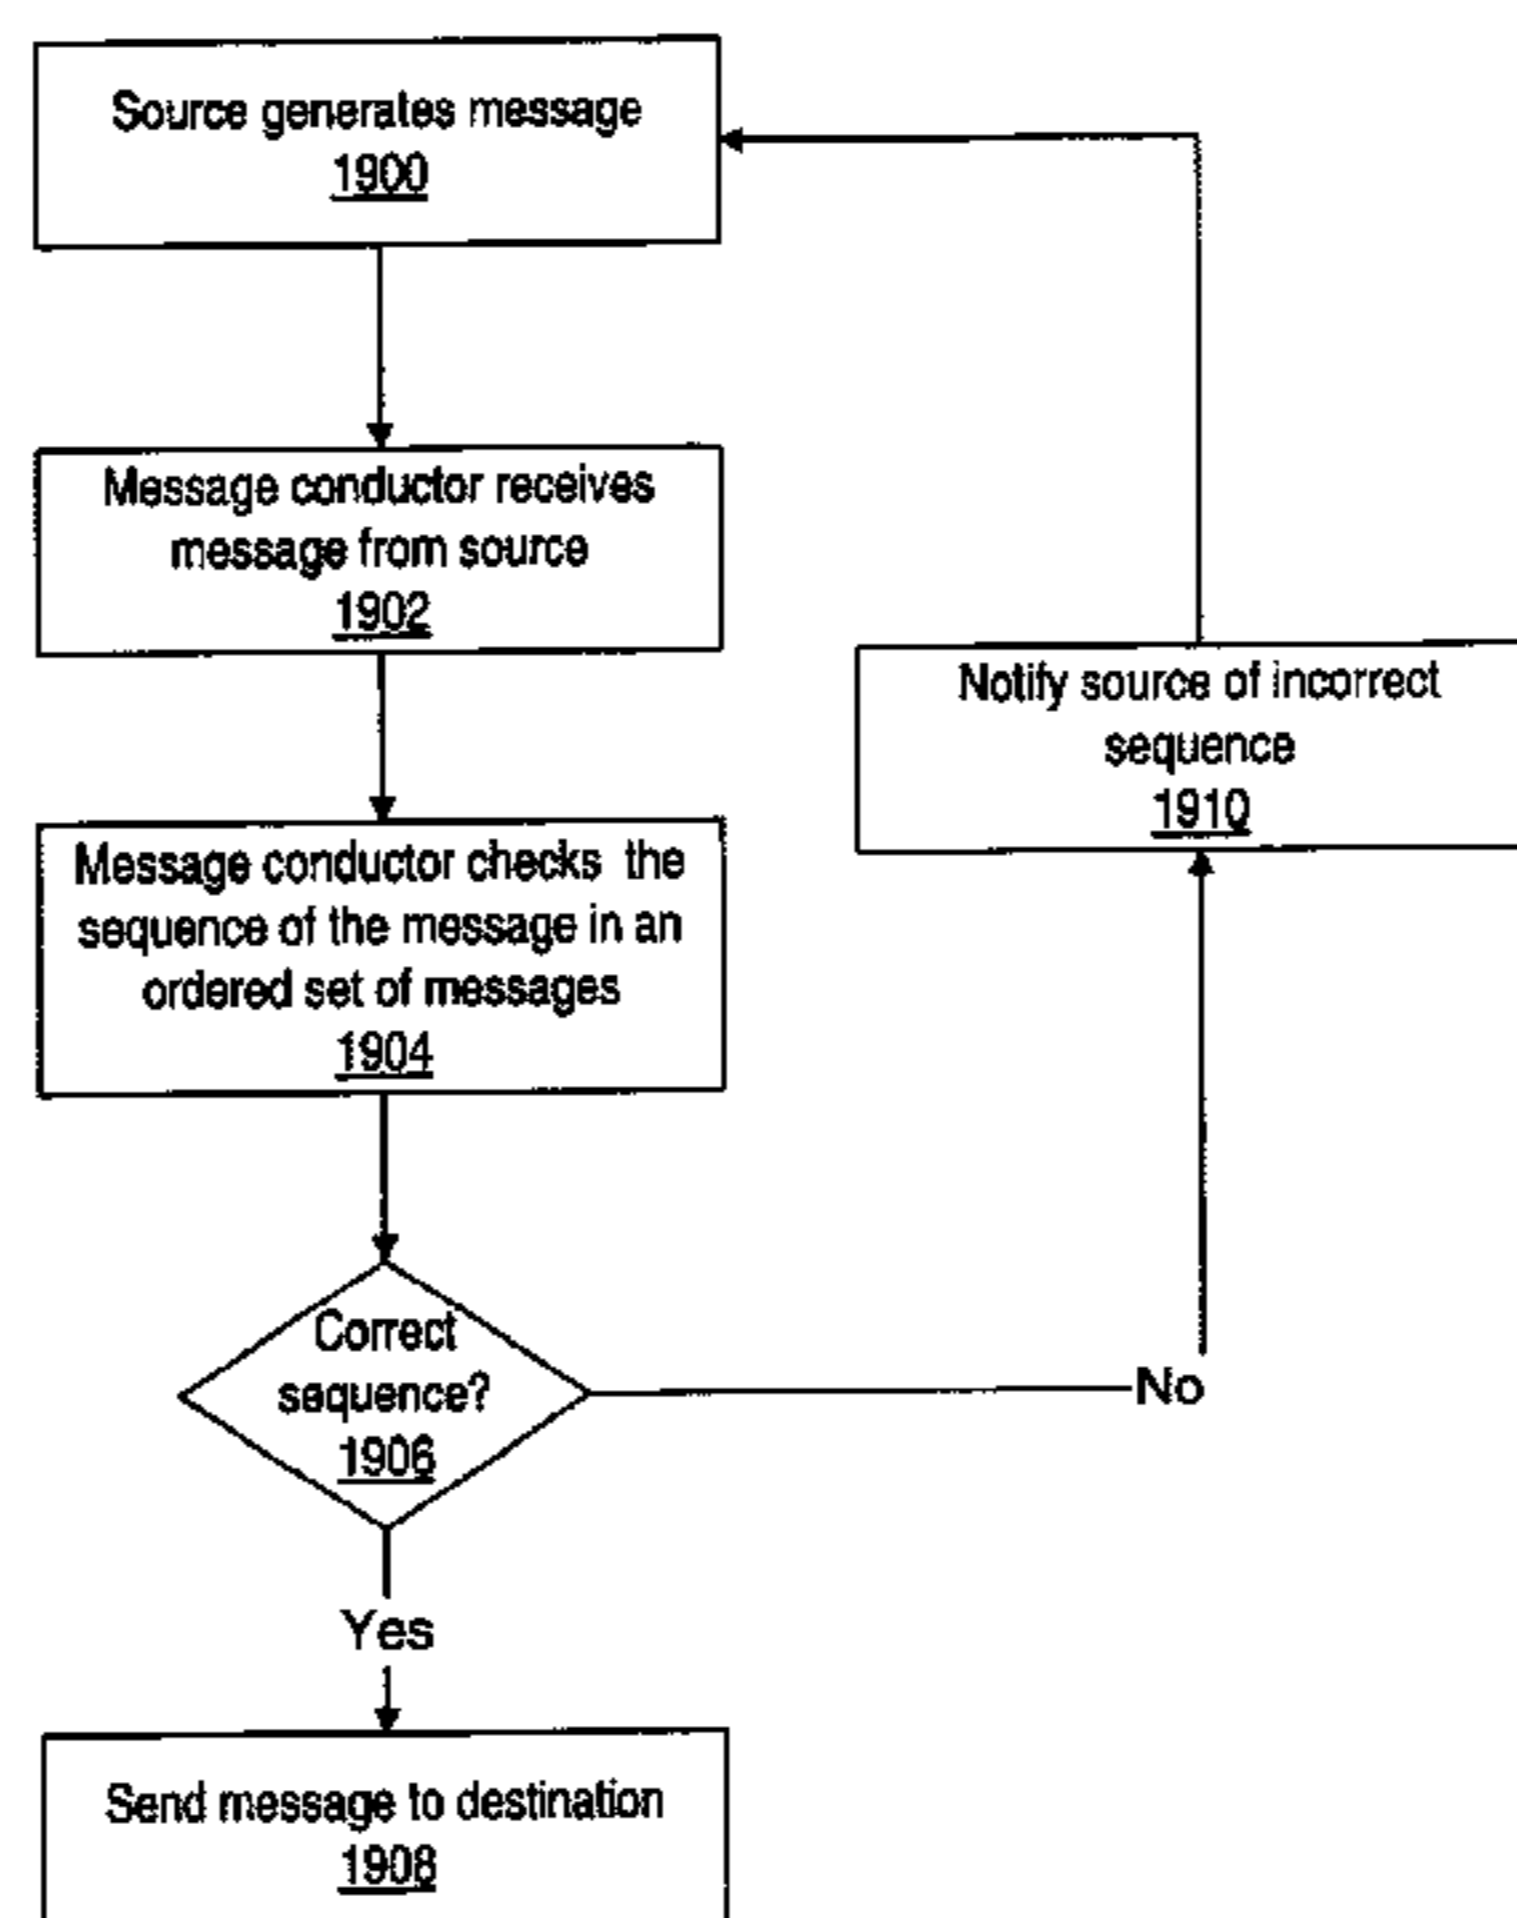 Source generates message
1900
Message conductor receives
message from source
1902
Message conductor checks the
sequence of the message in an
ordered set of messages
1904
Correct
sequence?
1906
Yes
Send message to destination
1908
No
Notify source of incorrect
sequence
1910